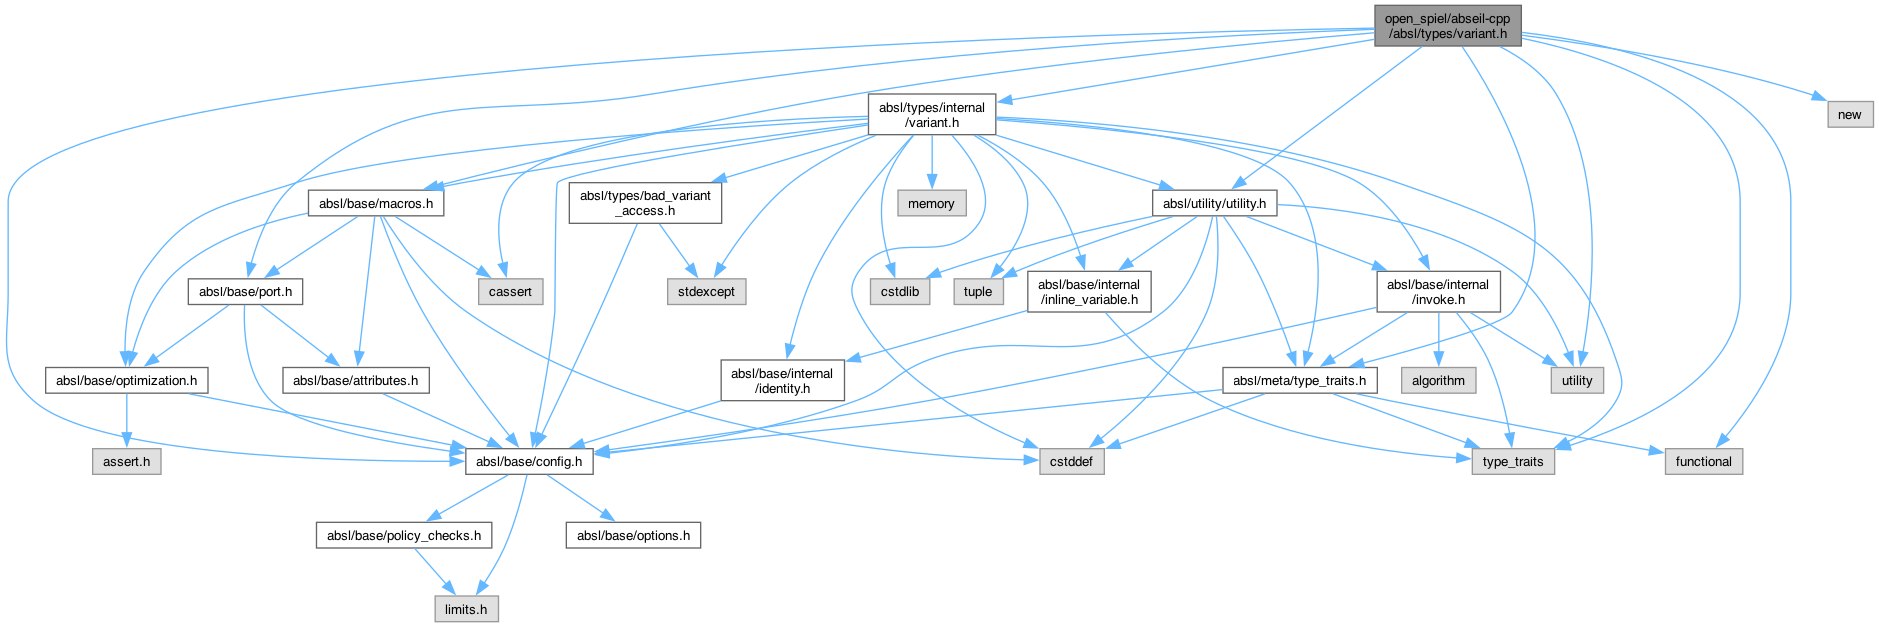 open_spiel/abseil-cpp
/absl/types/variant.h
absl/types/internal
/variant.h
new
absl/base/macros.h
absl/types/bad_variant
_access.h
memory
absl/utility/utility.h
absl/base/port.h
cassert
stdexcept
cstdlib
tuple
absl/base/internal
/inline_variable.h
absl/base/internal
/invoke.h
absl/base/optimization.h
absl/base/attributes.h
absl/base/internal
/identity.h
absl/meta/type_traits.h
algorithm
utility
assert.h
absl/base/config.h
cstddef
type_traits
functional
absl/base/policy_checks.h
absl/base/options.h
limits.h